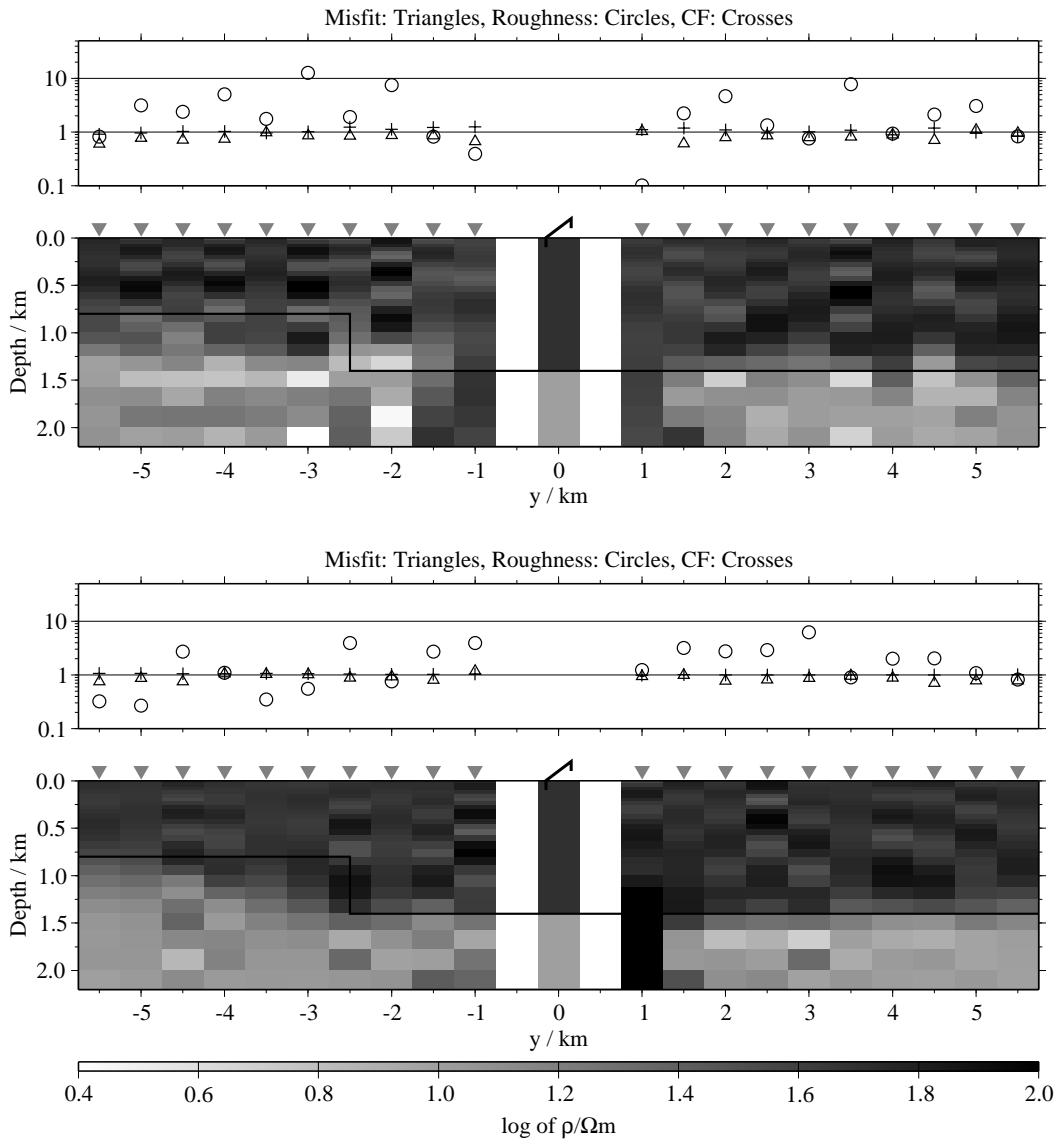 Misfit: Triangles, Roughness: Circles, CF: Crosses
10
1
0.1
0.0
0.5
1.0
1.5
2.0
Depth / km
-5 -4 -3 -2 -1 0 1 2 3 4 5
y / km
Misfit: Triangles, Roughness: Circles, CF: Crosses
10
1
0.1
0.0
0.5
1.0
1.5
2.0
Depth / km
-5 -4 -3 -2 -1 0 1 2 3 4 5
y / km
0.4 0.6 0.8 1.0 1.2 1.4 1.6 1.8 2.0
log of ρ/Ωm